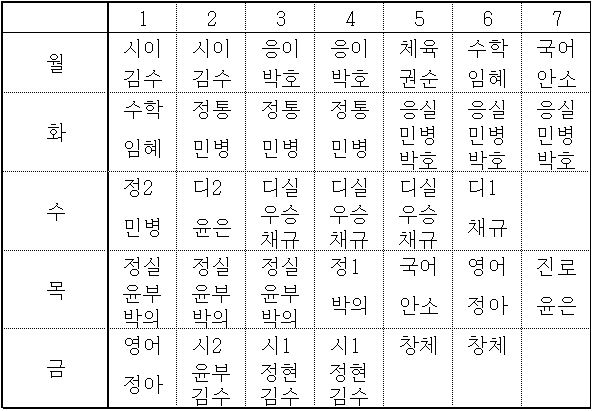 1 2 3 4 5 6 7
월 시이 시이 응이 응이 체육 수학 국어
김수 김수 박호 박호 권순 임혜 안소
화 수학 정통 정통 정통 응실 응실 응실
임혜 민병 민병 민병 민병 민병 민병
박호 박호 박호
수 정2 디2 디실 디실 디실 디1
민병 윤은 우승 우승 우승 채규
채규 채규 채규
목 정실 정실 정실 정1 국어 영어 진로
윤부 윤부 윤부 박의 안소 정아 윤은
박의 박의 박의
금 영어 시2 시1 시1 창체 창체
정아 윤부 정현 정현
김수 김수 김수